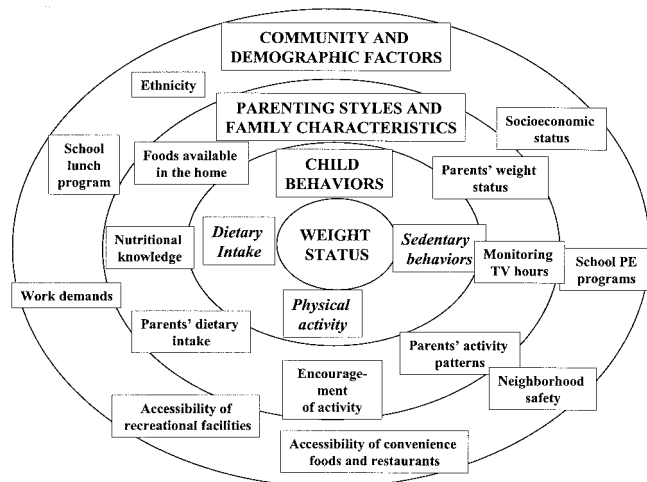 COMMUNITY AND
DEMOGRAPHIC FACTORS
Ethnicity
PARENTING STYLES AND
FAMILY CHARACTERISTICS
Socioeconomic
status
School
lunch
program
Foods available
in the home
CHILD
BEHAVIORS
Parents' weight
status
Nutritional
knowledge
Dietary
Intake
WEIGHT
STATUS
Sedentary
behaviors
Monitoring
TV hours
School PE
programs
Work demands
Physical
activity
Parents' dietary
intake
Parents' activity
patterns
Encourage-
ment
of activity
Neighborhood
safety
Accessibility of
recreational facilities
Accessibility of convenience
foods and restaurants